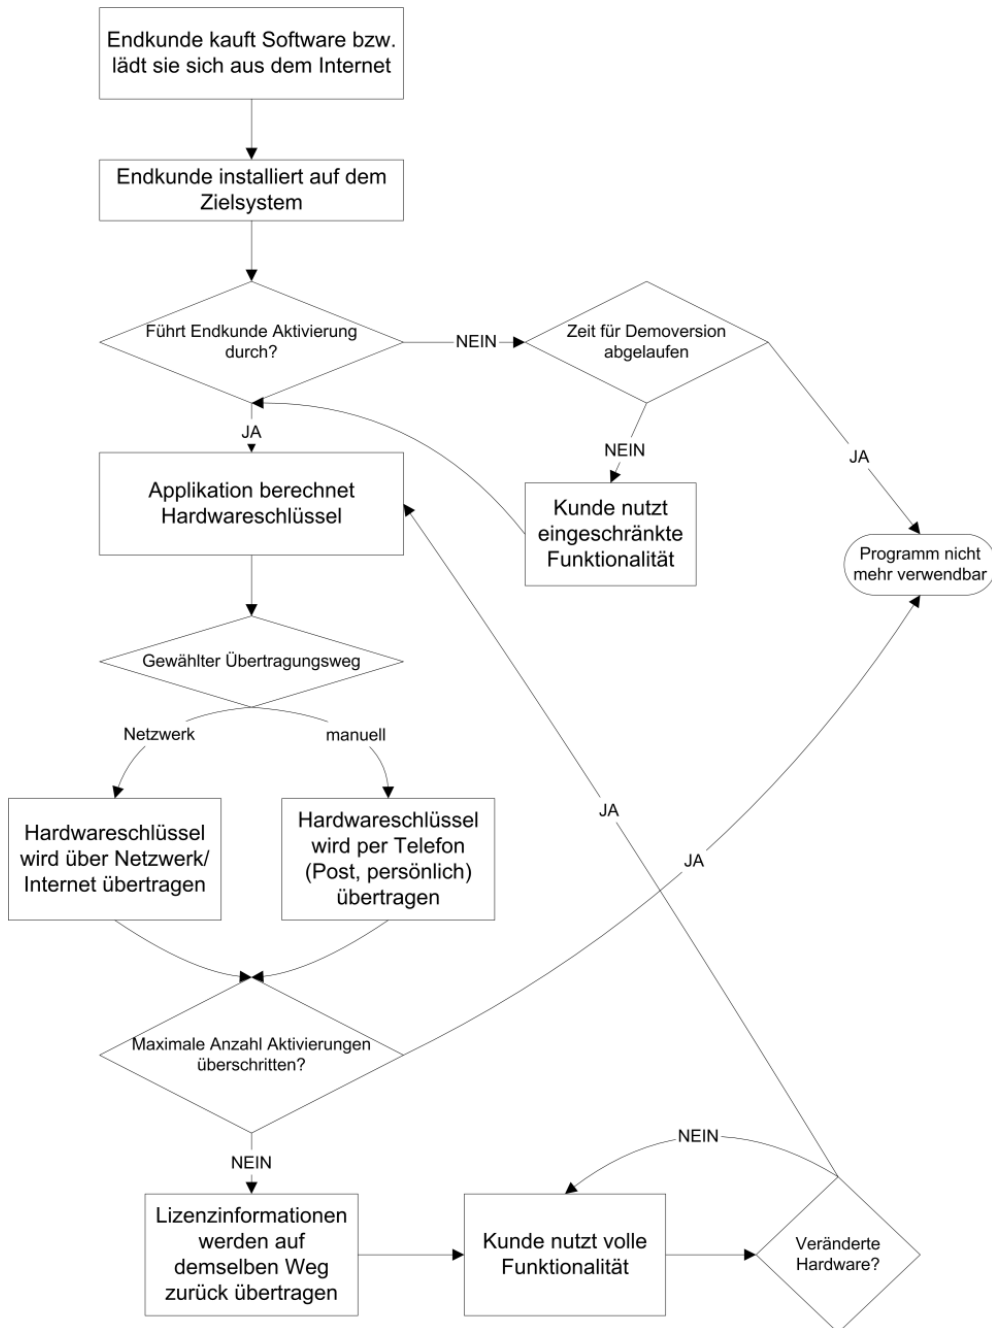 Endkunde kauft Software bzw.
lädt sie sich aus dem Internet
Endkunde installiert auf dem
Zielsystem
Führt Endkunde Aktivierung
durch?
NEIN
Zeit für Demoversion
abgelaufen
JA
NEIN
JA
Applikation berechnet
Hardwareschlüssel
Kunde nutzt
eingeschränkte
Funktionalität
Programm nicht
mehr verwendbar
Gewählter Übertragungsweg
Netzwerk
manuell
Hardwareschlüssel
wird über Netzwerk/
Internet übertragen
Hardwareschlüssel
wird per Telefon
(Post, persönlich)
übertragen
JA
JA
Maximale Anzahl Aktivierungen
überschritten?
NEIN
NEIN
Lizenzinformationen
werden auf
demselben Weg
zurück übertragen
Kunde nutzt volle
Funktionalität
Veränderte
Hardware?